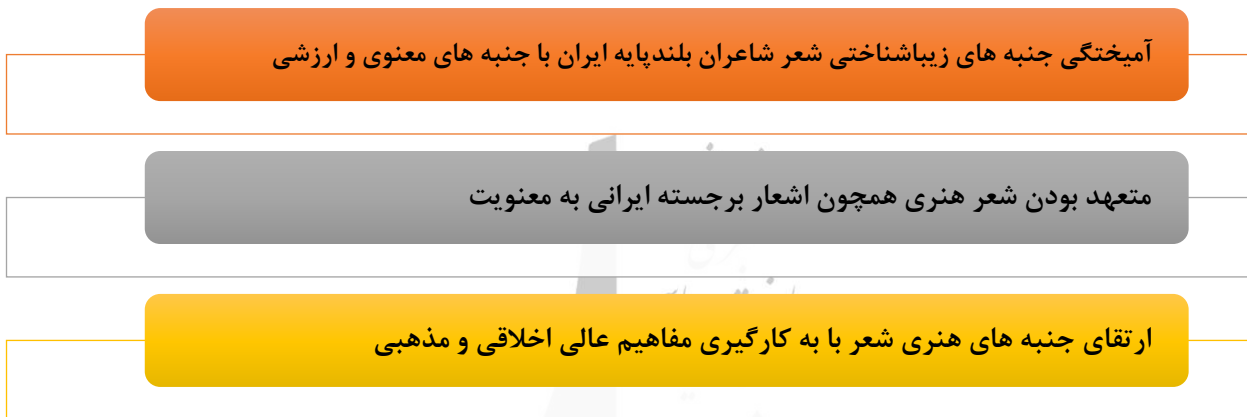 آمیختگی جنبه های زیباشناختی شعر شاعران بلندپایه ایران با جنبه های معنوی و ارزشی
متعهد بودن شعر هنری همچون اشعار برجسته ایرانی به معنویت
ارتقای جنبه های هنری شعر با به کارگیری مفاهیم عالی اخلاقی و مذهبی